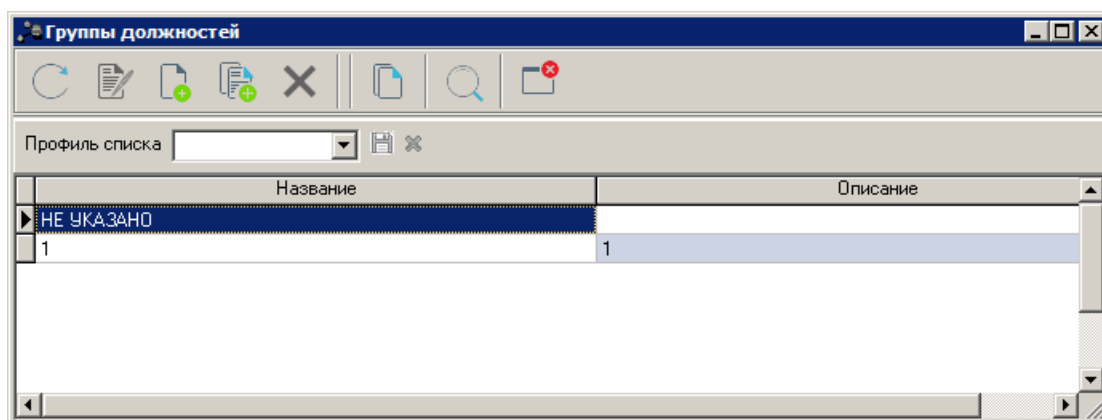 Группы должностей
Профиль списка
Название Описание
НЕ УКАЗАНО
1 1